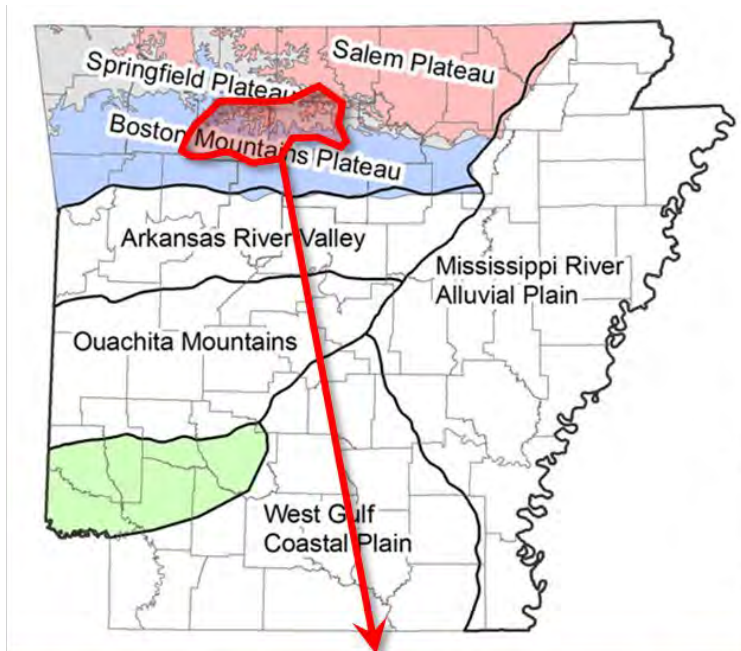 Salem Plateau
Springfield Plateau
Boston Mountains Plateau
Arkansas River Valley
Mississippi River
Alluvial Plain
Ouachita Mountains
West Gulf
Coastal Plain